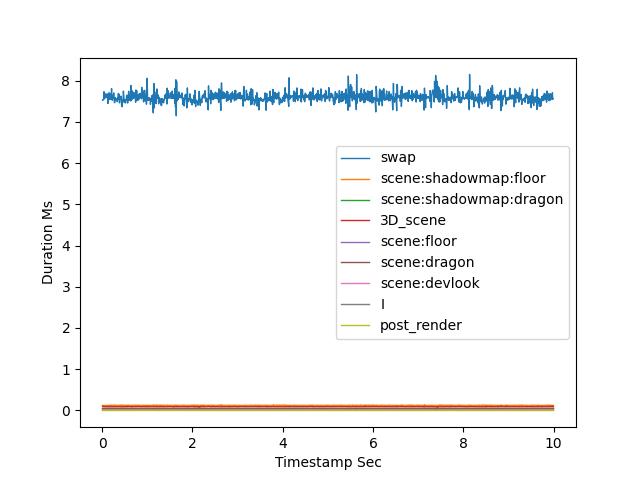 8
7
6
5
4
3
2
1
0
Duration Ms
swap
scene:shadowmap:floor
scene:shadowmap:dragon
3D_scene
scene:floor
scene:dragon
scene:devlook
I
post_render
0 2 4 6 8 10
Timestamp Sec